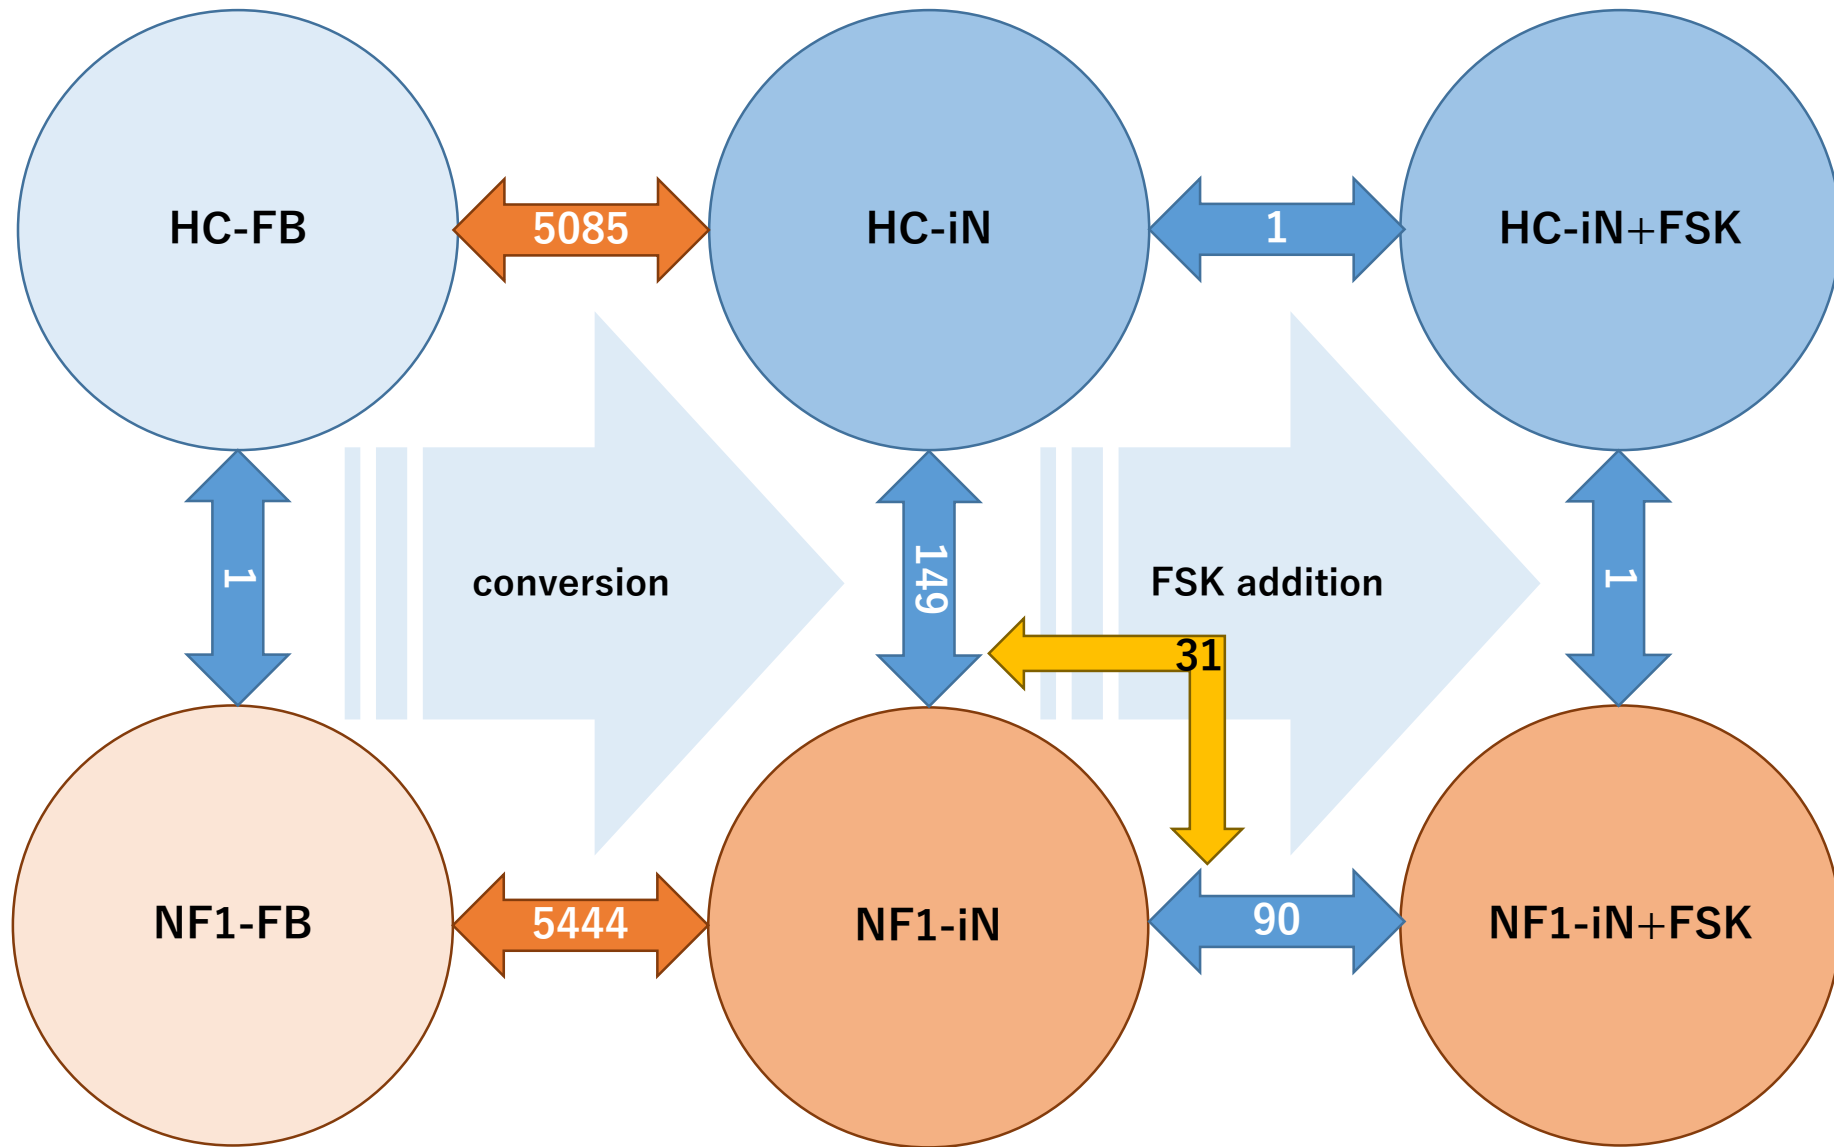 HC-FB
5085
HC-iN
1
HC-iN+FSK
1
conversion
149
FSK addition
1
31
NF1-FB
5444
NF1-iN
90
NF1-iN+FSK